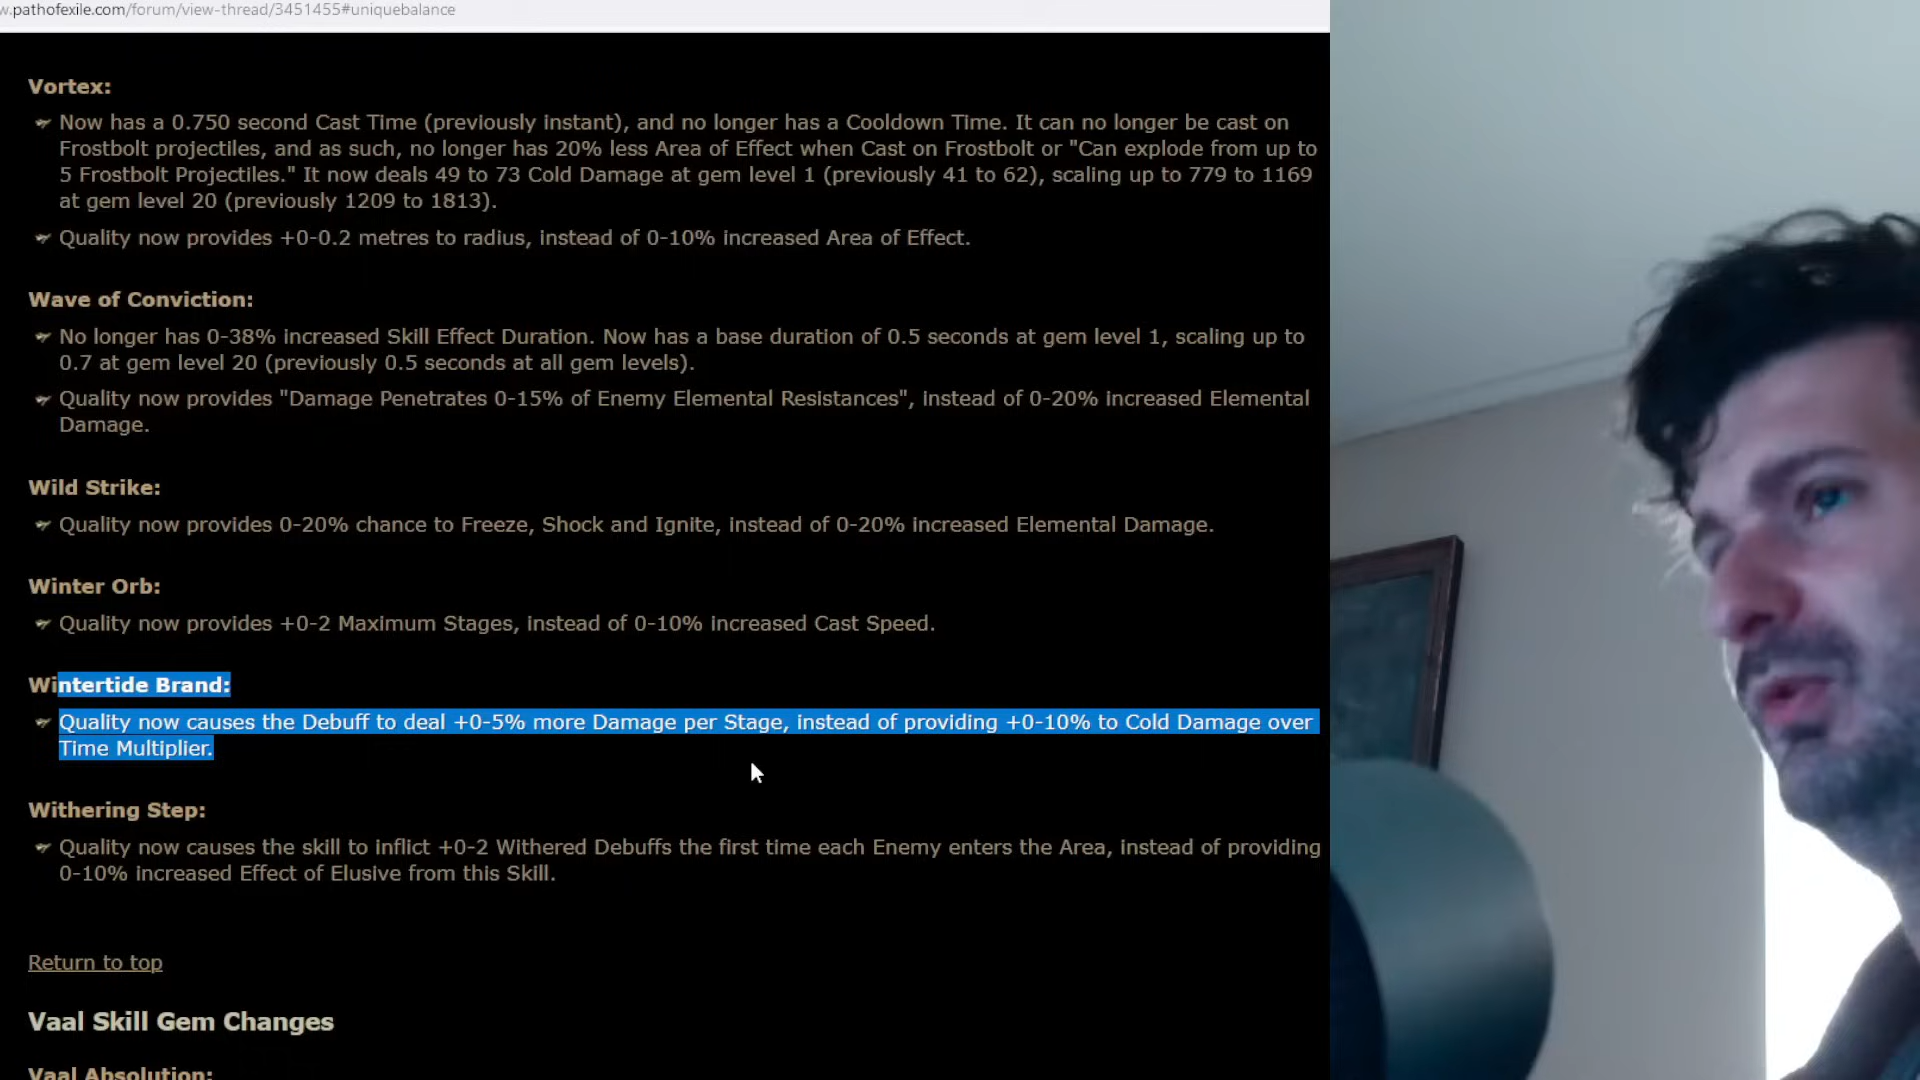 w.pathofexile.com/forum/view-thread/3451455#uniquebalance
Vortex:
Now has a 0.750 second Cast Time (previously instant), and no longer has a Cooldown Time. It can no longer be cast on
Frostbolt projectiles, and as such, no longer has 20% less Area of Effect when Cast on Frostbolt or "Can explode from up to
5 Frostbolt Projectiles." It now deals 49 to 73 Cold Damage at gem level 1 (previously 41 to 62), scaling up to 779 to 1169
at gem level 20 (previously 1209 to 1813).
Quality now provides +0-0.2 metres to radius, instead of 0-10% increased Area of Effect.
Wave of Conviction:
No longer has 0-38% increased Skill Effect Duration. Now has a base duration of 0.5 seconds at gem level 1, scaling up to
0.7 at gem level 20 (previously 0.5 seconds at all gem levels).
Quality now provides "Damage Penetrates 0-15% of Enemy Elemental Resistances", instead of 0-20% increased Elemental
Damage.
Wild Strike:
Quality now provides 0-20% chance to Freeze, Shock and Ignite, instead of 0-20% increased Elemental Damage.
Winter Orb:
Quality now provides +0-2 Maximum Stages, instead of 0-10% increased Cast Speed.
Wintertide Brand:
Quality now causes the Debuff to deal +0-5% more Damage per Stage, instead of providing +0-10% to Cold Damage over
Time Multiplier.
Withering Step:
Quality now causes the skill to inflict +0-2 Withered Debuffs the first time each Enemy enters the Area, instead of providing
0-10% increased Effect of Elusive from this Skill.
Return to top
Vaal Skill Gem Changes
Vaal Absolution: